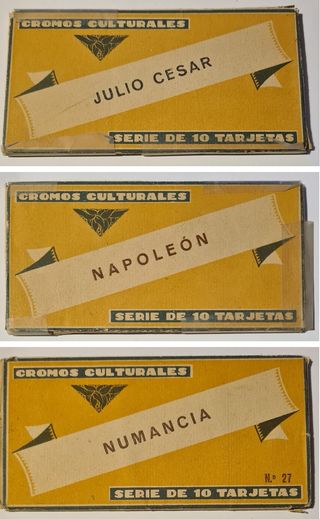 CROMOS CULTURALES
JULIO CESAR
SERIE DE 10 TARJETAS
CROMOS CULTURALES
NAPOLEÓN
SERIE DE 10 TARJETAS
CROMOS CULTURALES
NUMANCIA
N.º 27
SERIE DE 10 TARJETAS